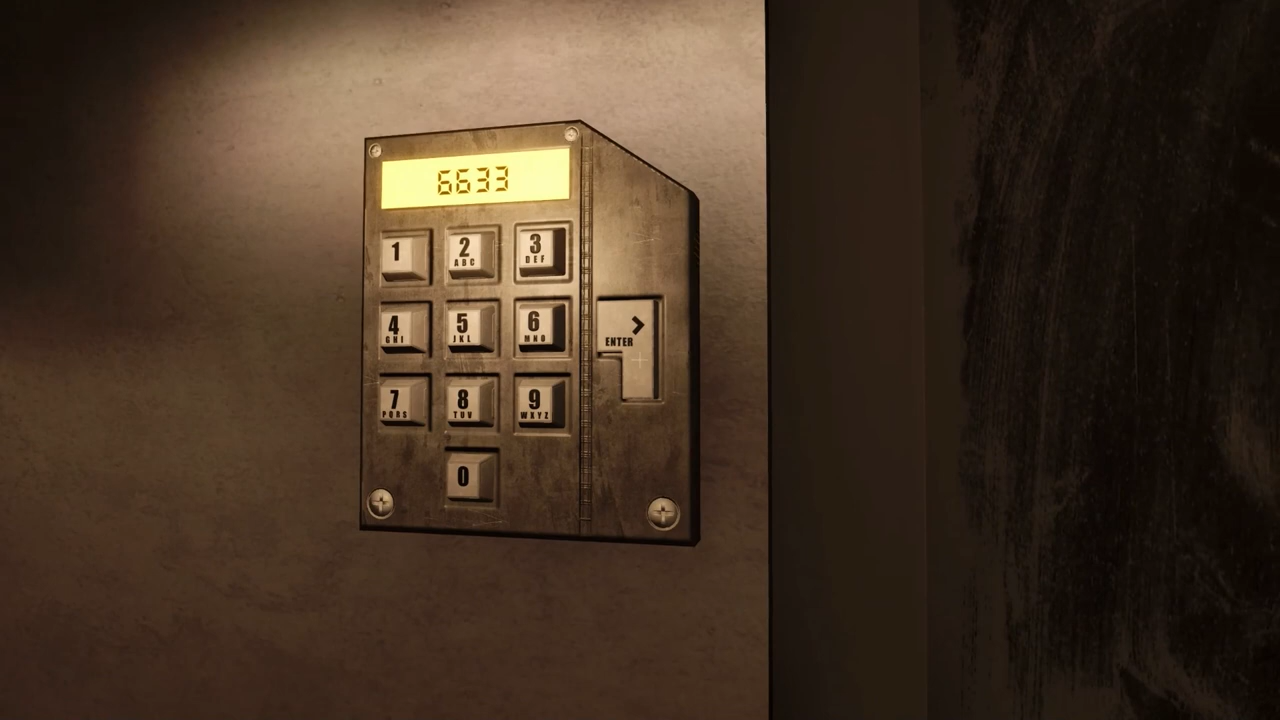 6633
1 2 3
ABC DEF
4 5 6 >
GHI JKL MNO ENTER
7 8 9
PQRS TUV WXYZ
0